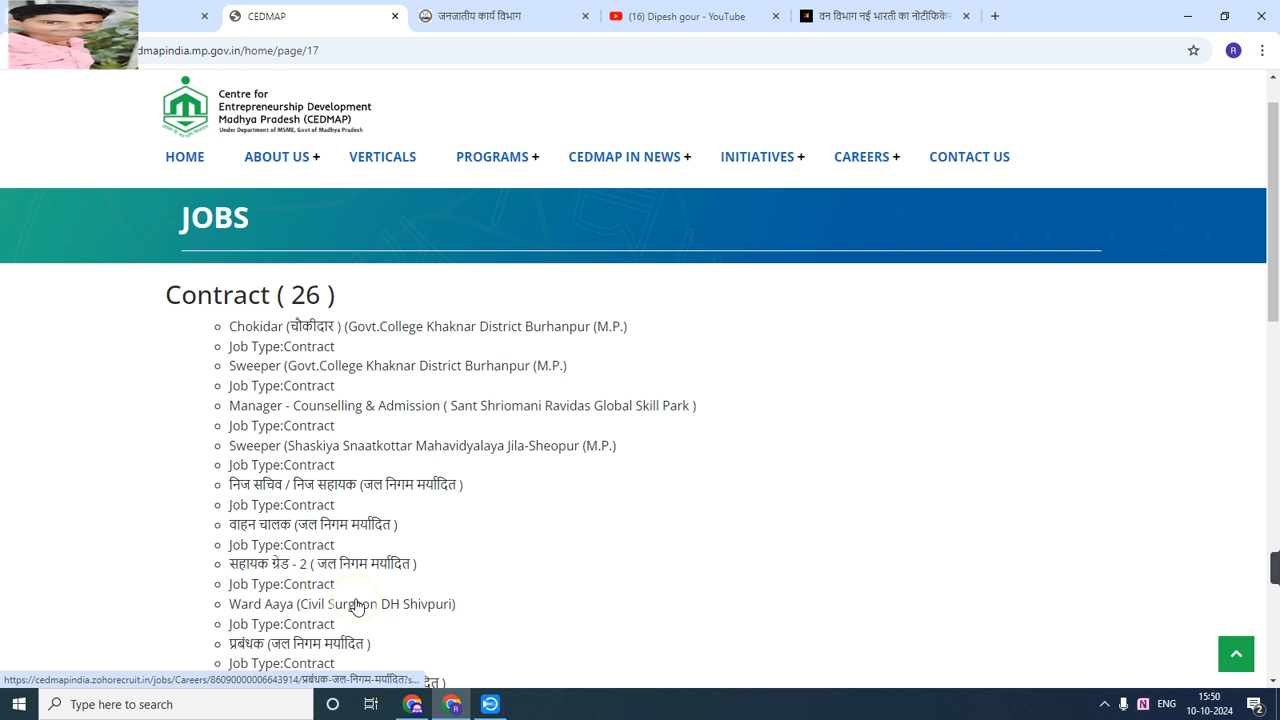 CEDMAP
जनजातीय कार्य विभाग
(16) Dipesh gour - YouTube
वन विभाग नई भारती का नोटीफिके
dmapindia.mp.gov.in/home/page/17
R
Centre for
Entrepreneurship Development
Madhya Pradesh (CEDMAP)
Under Department of MSME, Govt of Madhya Pradesh
HOME
ABOUT US +
VERTICALS
PROGRAMS +
CEDMAP IN NEWS +
INITIATIVES +
CAREERS +
CONTACT US
JOBS
Contract ( 26 )
Chokidar (चौकीदार ) (Govt.College Khaknar District Burhanpur (M.P.)
Job Type:Contract
Sweeper (Govt.College Khaknar District Burhanpur (M.P.)
Job Type:Contract
Manager - Counselling & Admission ( Sant Shriomani Ravidas Global Skill Park )
Job Type:Contract
Sweeper (Shaskiya Snaatkottar Mahavidyalaya Jila-Sheopur (M.P.)
Job Type:Contract
निज सचिव / निज सहायक (जल निगम मर्यादित )
Job Type:Contract
वाहन चालक (जल निगम मर्यादित )
Job Type:Contract
सहायक ग्रेड - 2 ( जल निगम मर्यादित )
Job Type:Contract
Ward Aaya (Civil Surgeon DH Shivpuri)
Job Type:Contract
प्रबंधक (जल निगम मर्यादित )
Job Type:Contract
https://cedmapindia.zohorecruit.in/jobs/Careers/86090000006643914/प्रबंधक-जल-निगम-मर्यादित?s...
Type here to search
ENG
15:50
10-10-2024
2